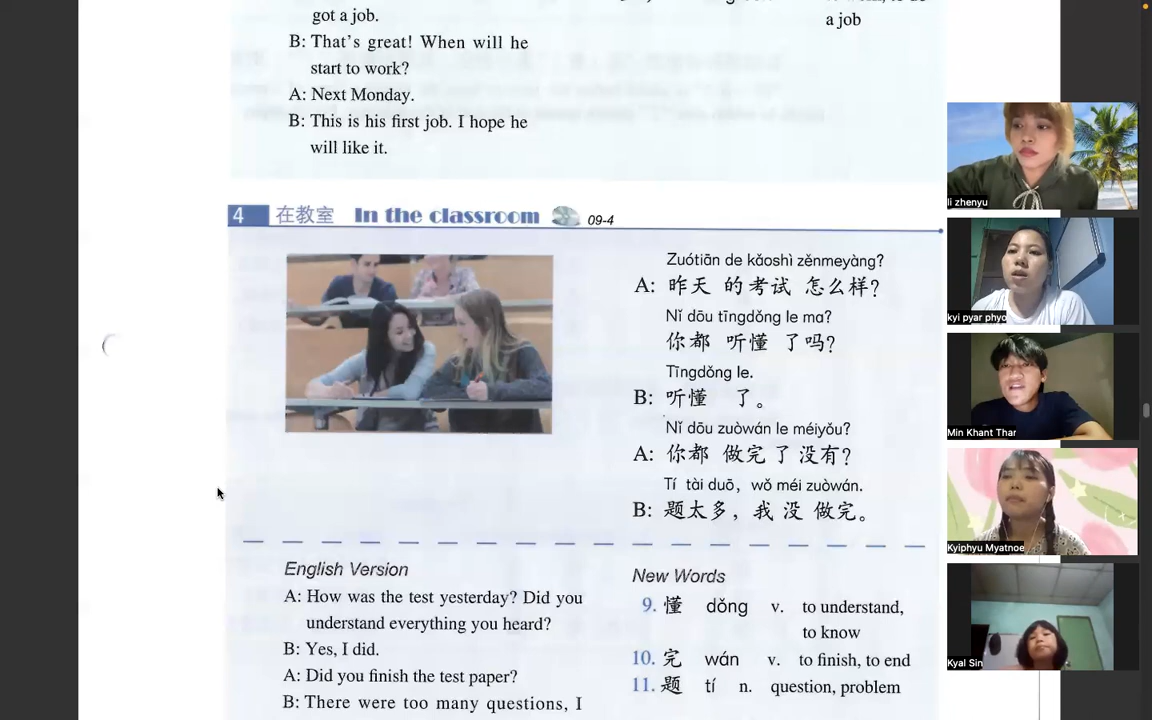 got a job.
a job
B: That's great! When will he
start to work?
A: Next Monday.
B: This is his first job. I hope he
will like it.
4 在教室 In the classroom 09-4
Zuótiān de kǎoshì zěnmeyàng?
A: 昨天 的 考试 怎么样?
Nǐ dōu tīngdǒng le ma?
你都 听懂 了吗?
Tīngdǒng le.
B: 听懂 了。
Nǐ dōu zuòwán le méiyǒu?
A: 你都 做完 了 没有?
Tí tài duō, wǒ méi zuòwán.
B: 题太多, 我 没 做完。
English Version
A: How was the test yesterday? Did you
understand everything you heard?
B: Yes, I did.
A: Did you finish the test paper?
B: There were too many questions, I
New Words
9. 懂 dǒng v. to understand,
to know
10. 完 wán v. to finish, to end
11. 题 tí n. question, problem
li zhenyu
kyi pyar phyo
Min Khant Thar
Kyiphyu Myatnoe
Kyal Sin